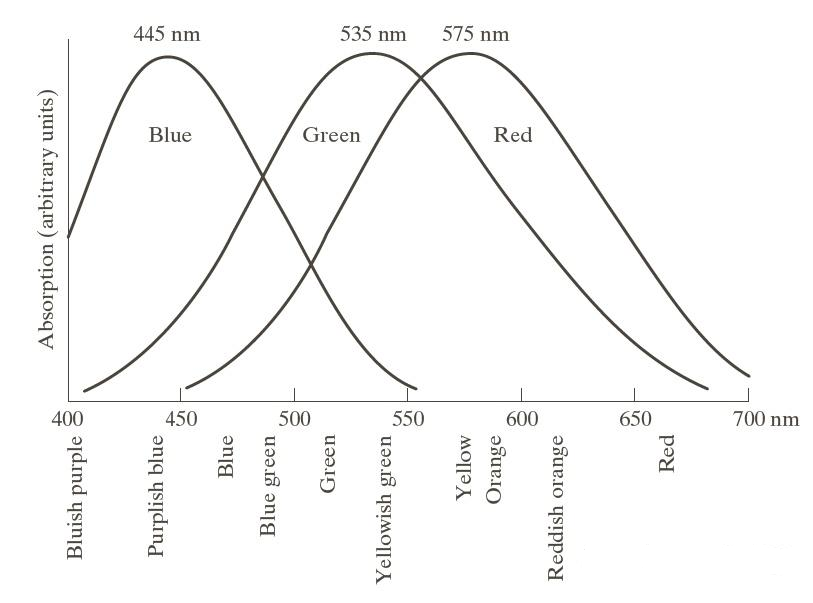 445 nm
535 nm
575 nm
Absorption (arbitrary units)
Blue
Green
Red
400
450
500
550
600
650
700 nm
Bluish purple
Purplish blue
Blue
Blue green
Green
Yellowish green
Yellow
Orange
Reddish orange
Red